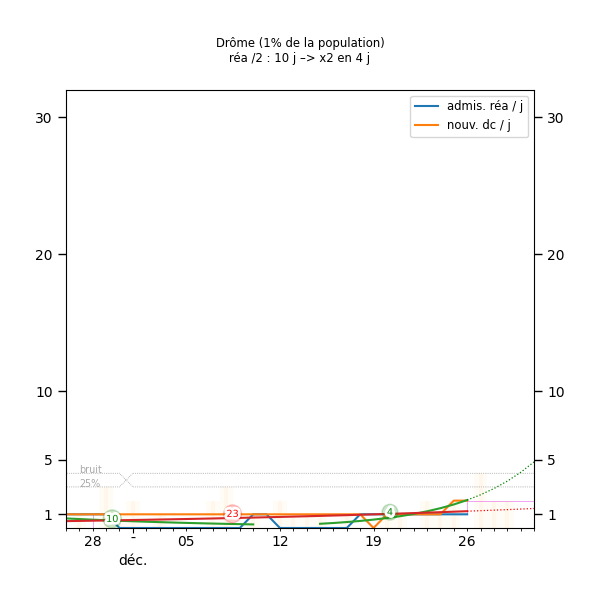 Drôme (1% de la population)
réa /2 : 10 j –> x2 en 4 j
admis. réa / j
nouv. dc / j
30 30
20 20
10 10
5 5
bruit
25%
1 1
10 23 4
28 - 05 12 19 26
déc.